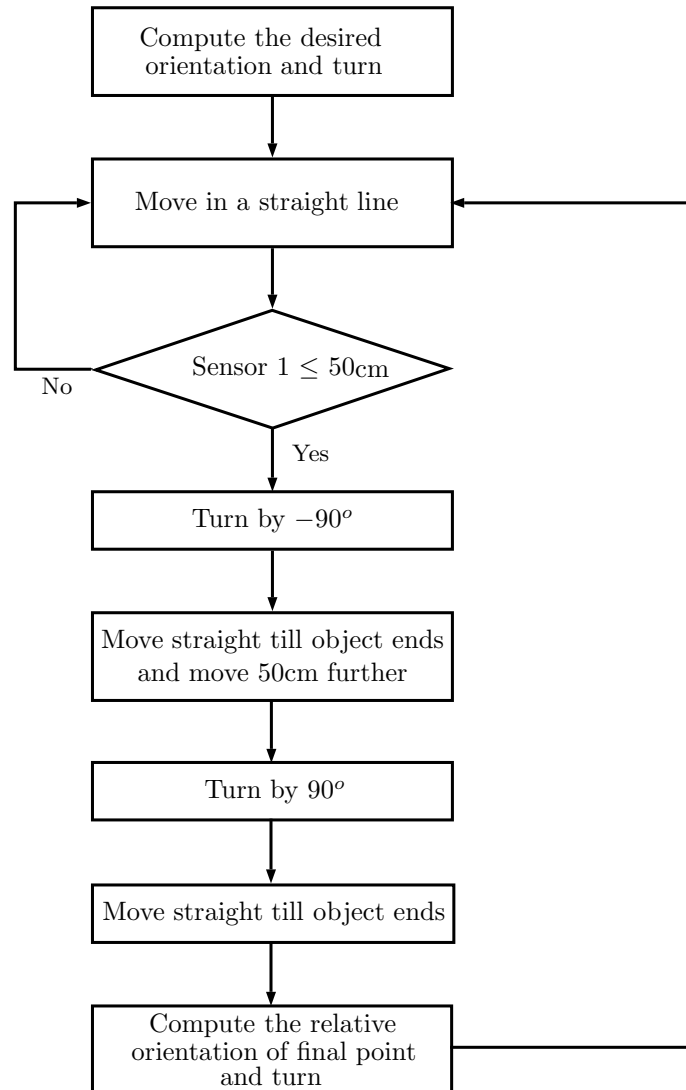 Compute the desired
orientation and turn
Move in a straight line
Sensor 1 ≤ 50cm
No
Yes
Turn by −90°
Move straight till object ends
and move 50cm further
Turn by 90°
Move straight till object ends
Compute the relative
orientation of final point
and turn